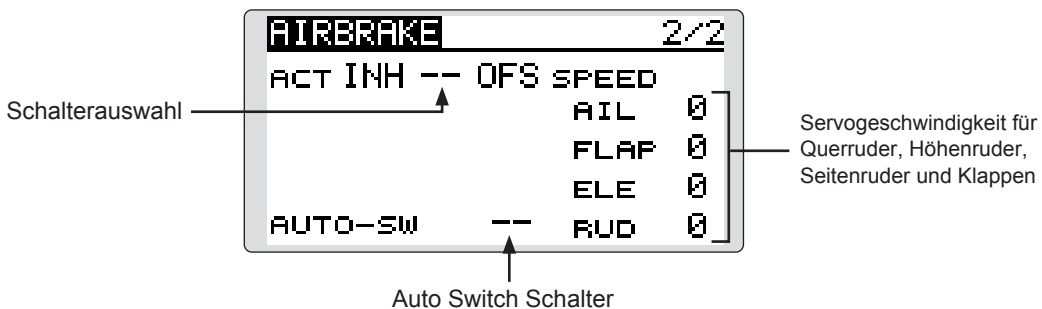 AIRBRAKE 2/2
ACT INH -- OFS SPEED
Schalterauswahl
AIL 0
FLAP 0
ELE 0
AUTO-SW -- RUD 0
Servogeschwindigkeit für
Querruder, Höhenruder,
Seitenruder und Klappen
Auto Switch Schalter